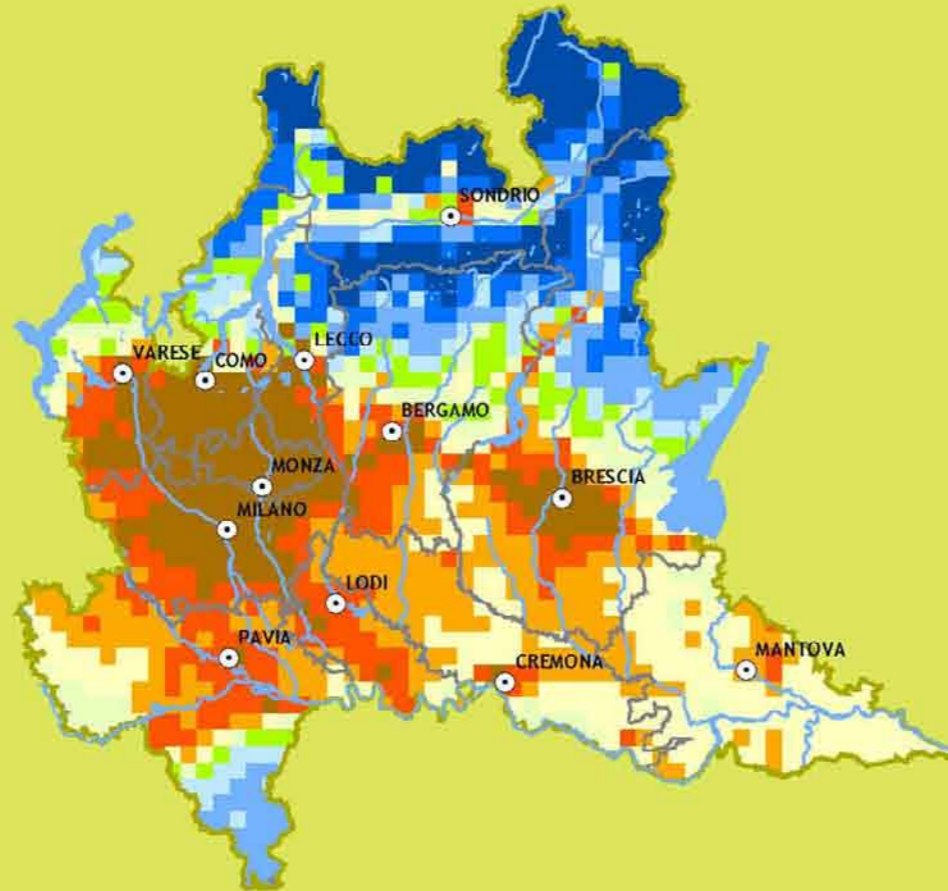 SONDRIO
LECCO
VARESE
COMO
BERGAMO
MONZA
BRESCIA
MILANO
LODI
PAVIA
CREMONA
MANTOVA